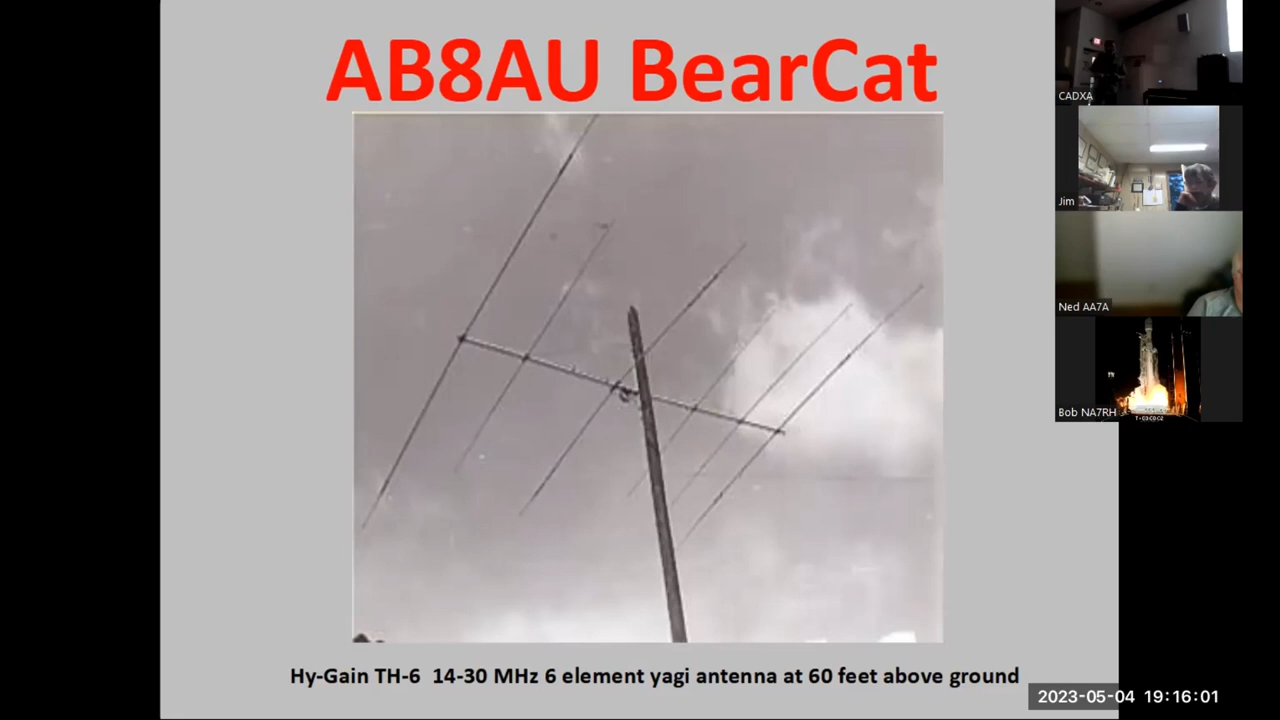 AB8AU BearCat
Hy-Gain TH-6 14-30 MHz 6 element yagi antenna at 60 feet above ground
CADXA
Jim
Ned AA7A
Bob NA7RH
2023-05-04 19:16:01